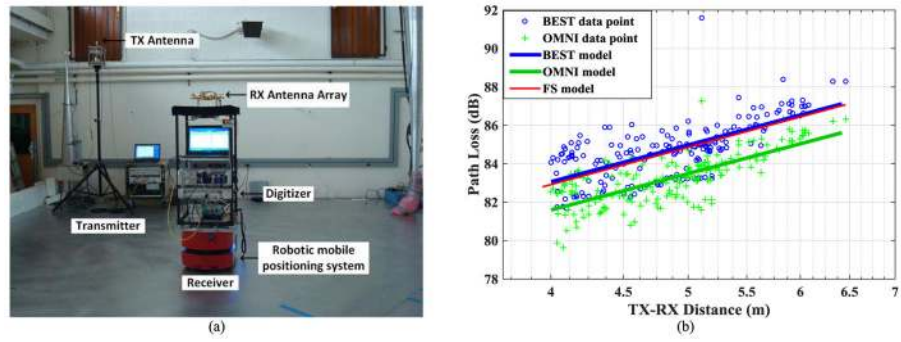 TX Antenna
RX Antenna Array
Digitizer
Transmitter
Robotic mobile
positioning system
Receiver
(a)
92
90
88
86
84
82
80
78
Path Loss (dB)
BEST data point
OMNI data point
BEST model
OMNI model
FS model
4
4.5
5
5.5
6
6.5
7
TX-RX Distance (m)
(b)